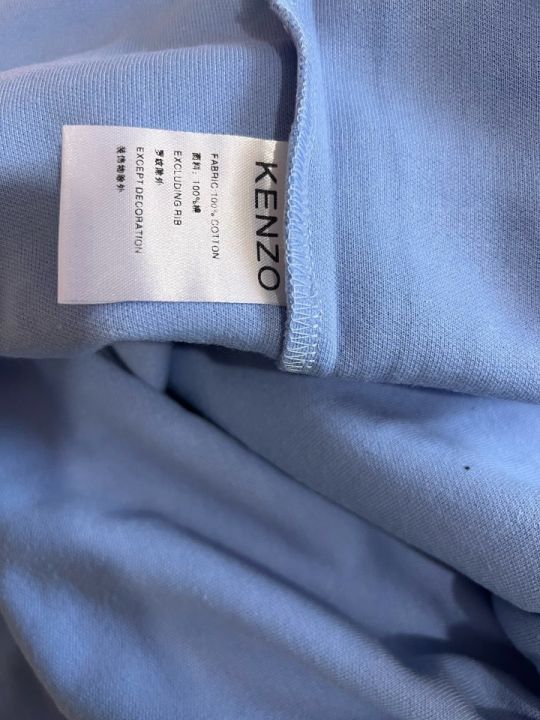 KENZO
FABRIC:100% COTTON
面料: 100%棉
EXCLUDING RIB
罗纹除外
EXCEPT DECORATION
装饰物除外